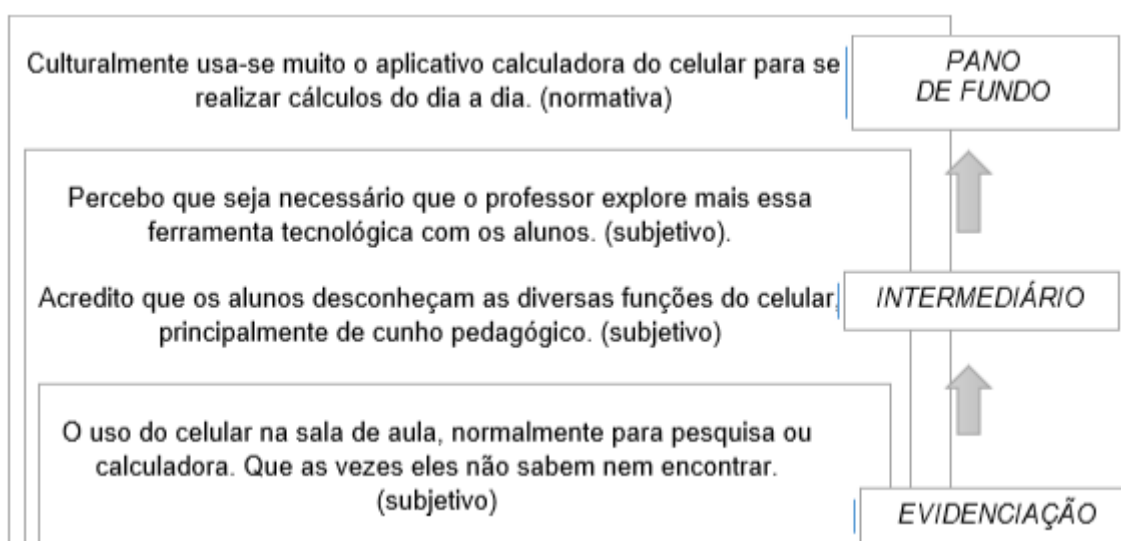 Culturalmente usa-se muito o aplicativo calculadora do celular para se
realizar cálculos do dia a dia. (normativa)
PANO
DE FUNDO
Percebo que seja necessário que o professor explore mais essa
ferramenta tecnológica com os alunos. (subjetivo).
Acredito que os alunos desconheçam as diversas funções do celular,
principalmente de cunho pedagógico. (subjetivo)
INTERMEDIÁRIO
O uso do celular na sala de aula, normalmente para pesquisa ou
calculadora. Que as vezes eles não sabem nem encontrar.
(subjetivo)
EVIDENCIAÇÃO